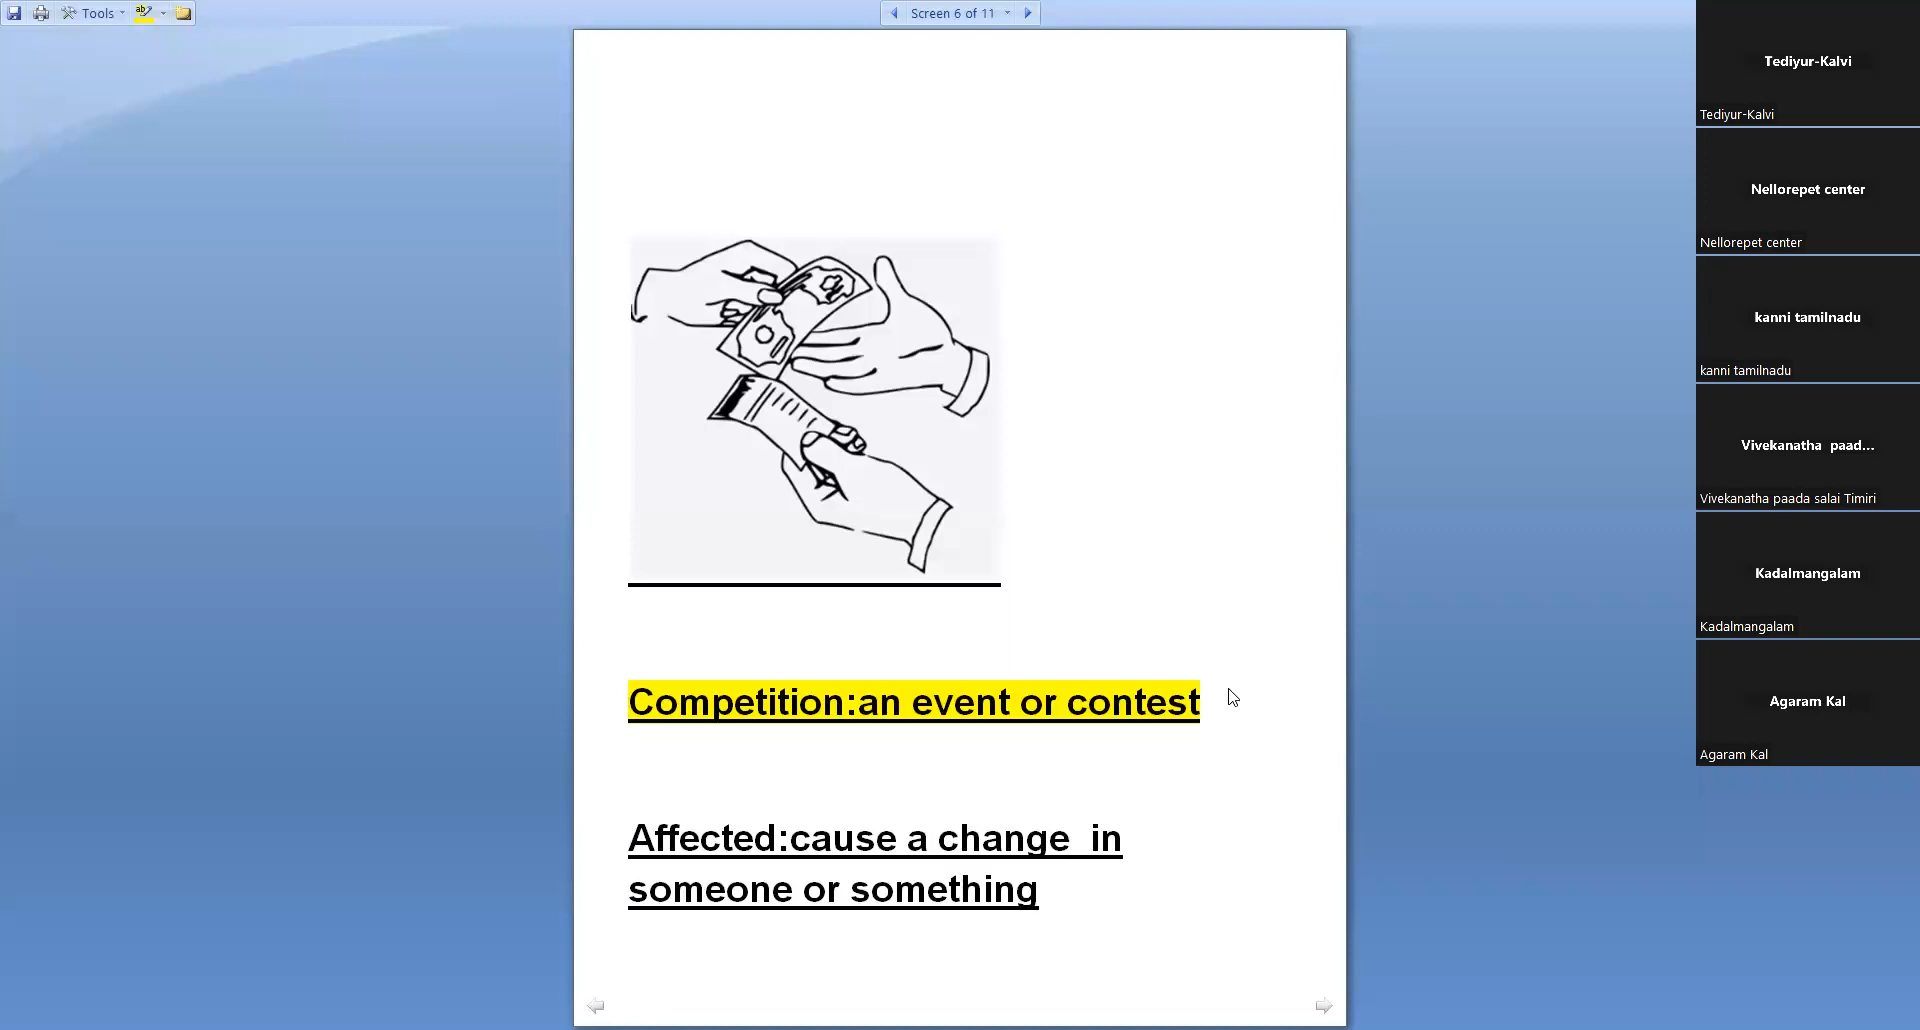 Tools
Screen 6 of 11
Competition:an event or contest
Affected:cause a change  in
someone or something
Tediyur-Kalvi
Tediyur-Kalvi
Nellorepet center
Nellorepet center
kanni tamilnadu
kanni tamilnadu
Vivekanatha  paad...
Vivekanatha paada salai Timiri
Kadalmangalam
Kadalmangalam
Agaram Kal
Agaram Kal